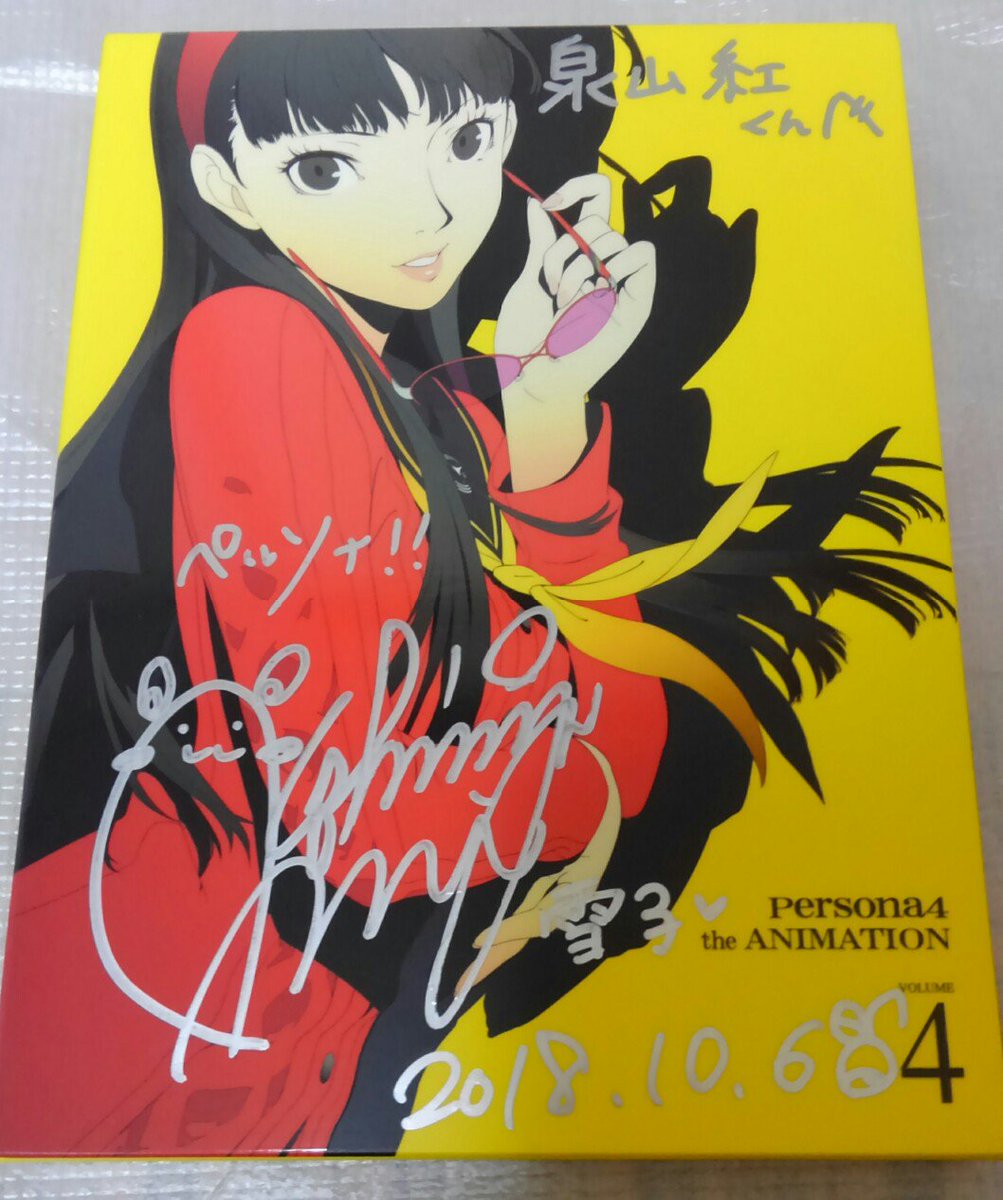 泉山紅
くんへ
ペルソナ!!
雪子♡
Persona4
the ANIMATION
VOLUME
4
2018.10.6